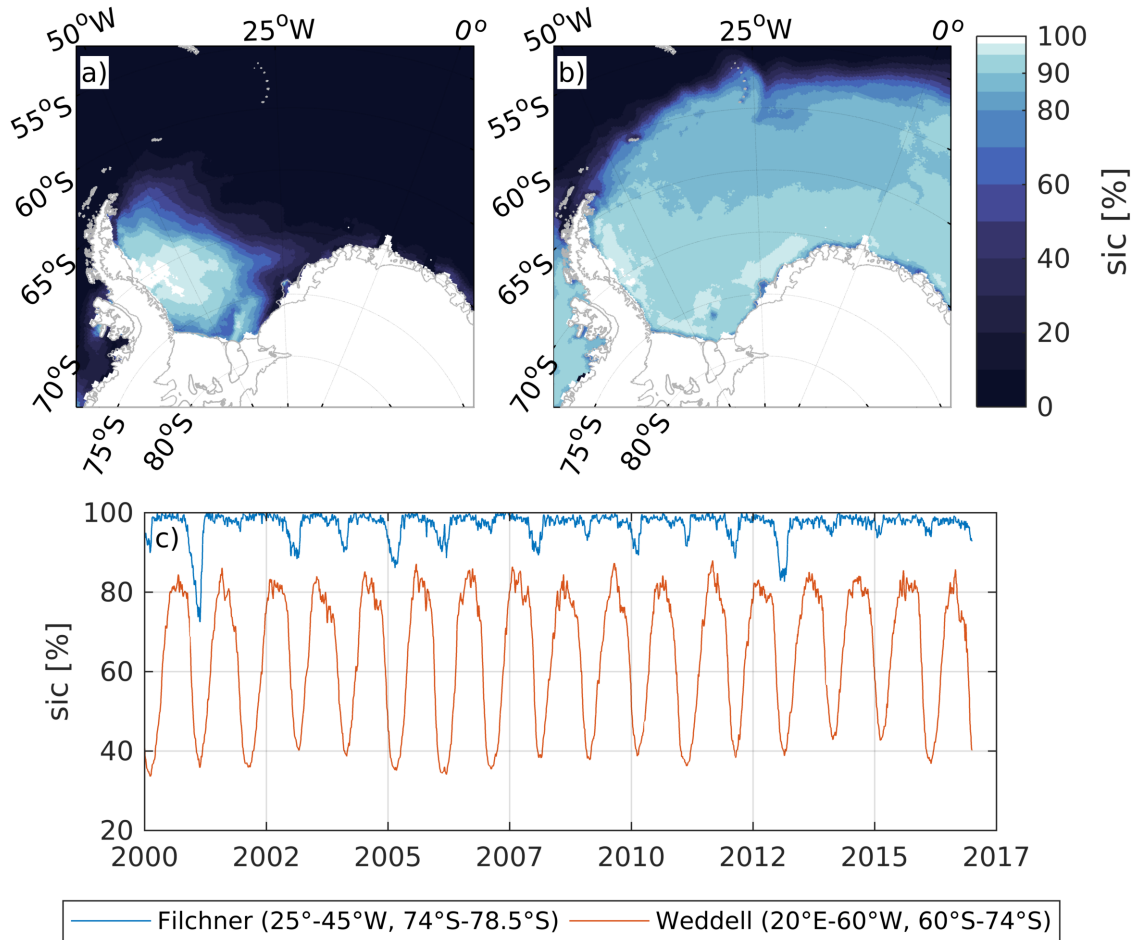 50°W 25°W 0° 50°W 25°W 0°
a) b)
100
90
80
60
40
20
0
sic [%]
55°S 55°S
60°S 60°S
65°S 65°S
70°S 70°S
75°S 80°S 75°S 80°S
c)
100
80
60
40
20
sic [%]
2000 2002 2005 2007 2010 2012 2015 2017
Filchner (25°-45°W, 74°S-78.5°S) Weddell (20°E-60°W, 60°S-74°S)